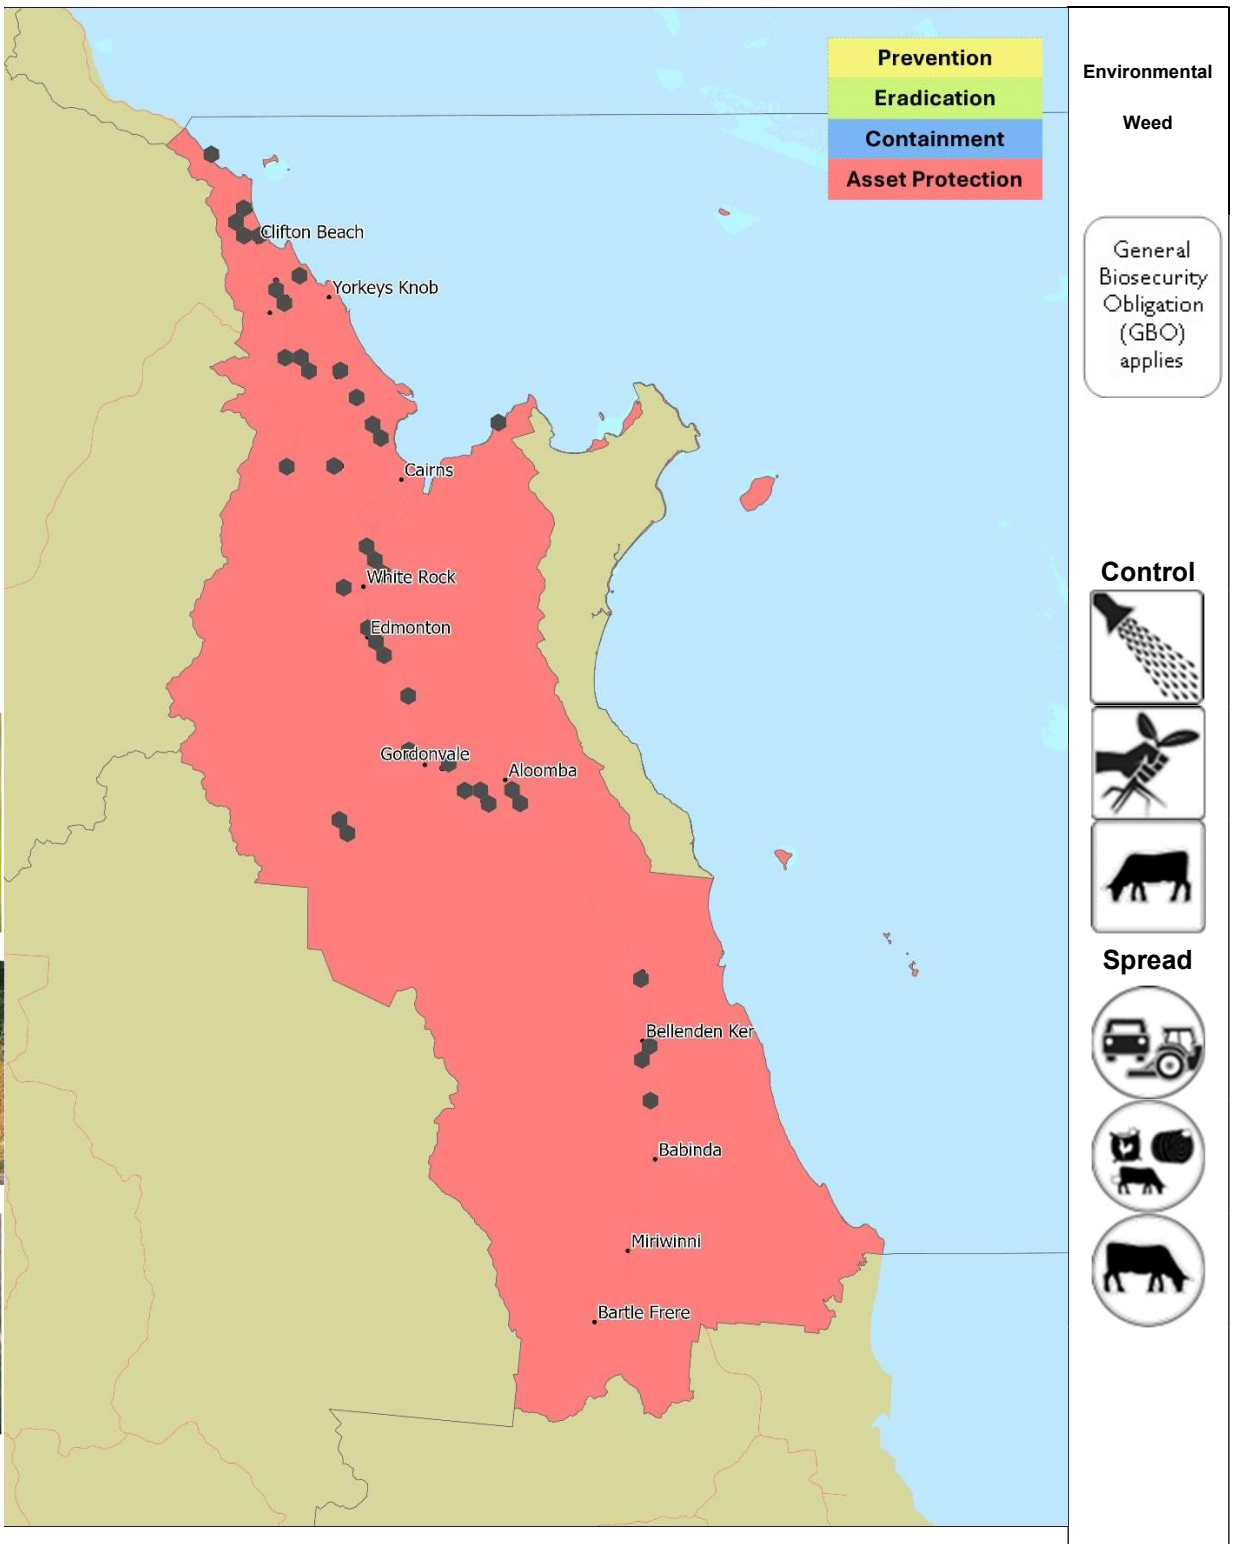 Prevention
Eradication
Containment
Asset Protection
Clifton Beach
Yorkeys Knob
Cairns
White Rock
Edmonton
Gordonvale
Aloomba
Bellenden Ker
Babinda
Miriwinni
Bartle Frere
Environmental
Weed
General
Biosecurity
Obligation
(GBO)
applies
Control
Spread